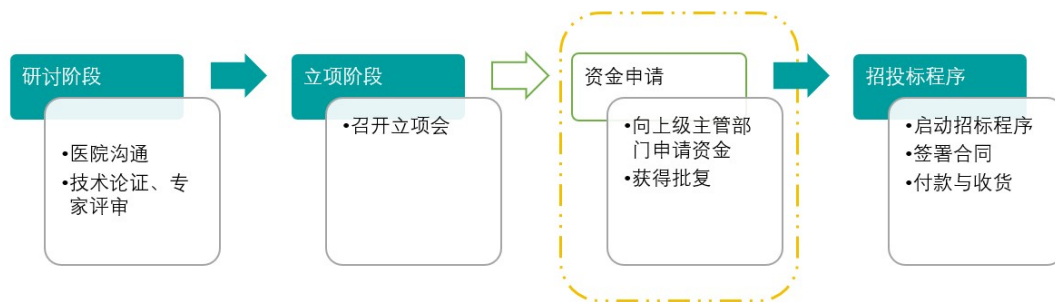 研讨阶段
•医院沟通
•技术论证、专
家评审
立项阶段
•召开立项会
资金申请
•向上级主管部
门申请资金
•获得批复
招投标程序
•启动招标程序
•签署合同
•付款与收货